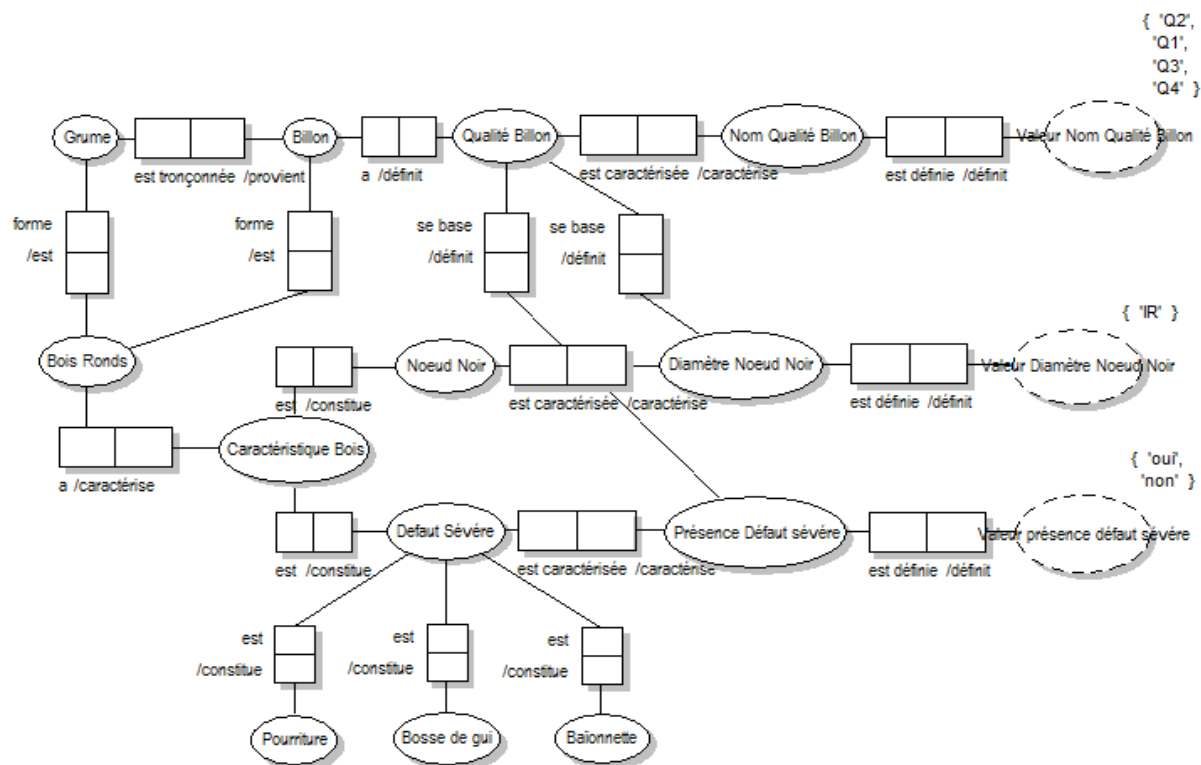 { 'Q2',
'Q1',
'Q3',
'Q4' }
Grume
Billon
Qualité Billon
Nom Qualité Billon
Valeur Nom Qualité Billon
est tronçonnée /provient
a /définit
est caractérisée /caractérise
est définie /définit
forme
/est
forme
/est
se base
/définit
se base
/définit
{ 'IR' }
Bois Ronds
Noeud Noir
Diamètre Noeud Noir
Valeur Diamètre Noeud Noir
est /constitue
est caractérisée /caractérise
est définie /définit
Caractéristique Bois
a /caractérise
{ 'oui',
'non' }
Defaut Sévére
Présence Défaut sévére
Valeur présence défaut sévére
est /constitue
est caractérisée /caractérise
est définie /définit
est
/constitue
est
/constitue
est
/constitue
Pourriture
Bosse de gui
Baïonnette